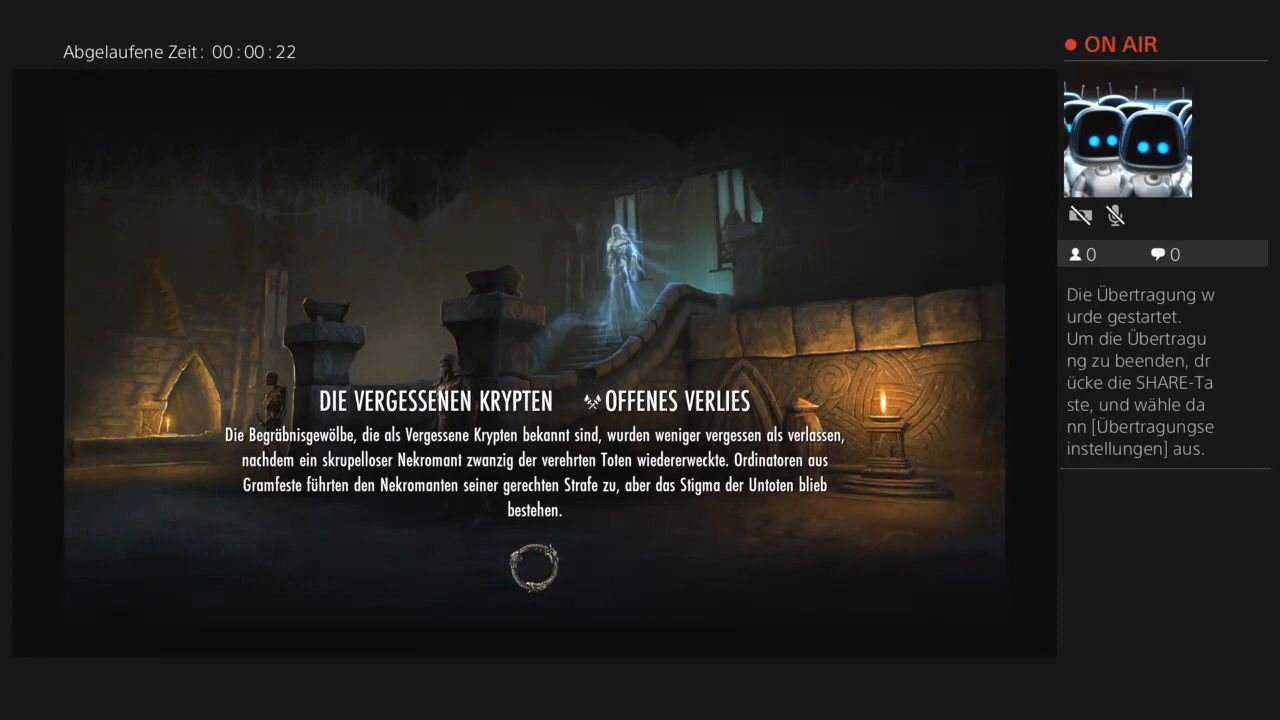 Abgelaufene Zeit: 00:00:22
ON AIR
0 0
Die Übertragung w
urde gestartet.
Um die Übertragu
ng zu beenden, dr
ücke die SHARE-Ta
ste, und wähle da
nn [Übertragungse
instellungen] aus.
DIE VERGESSENEN KRYPTEN OFFENES VERLIES
Die Begräbnisgewölbe, die als Vergessene Krypten bekannt sind, wurden weniger vergessen als verlassen,
nachdem ein skrupelloser Nekromant zwanzig der verehrten Toten wiedererweckte. Ordinatoren aus
Gramfeste führten den Nekromanten seiner gerechten Strafe zu, aber das Stigma der Untoten blieb
bestehen.